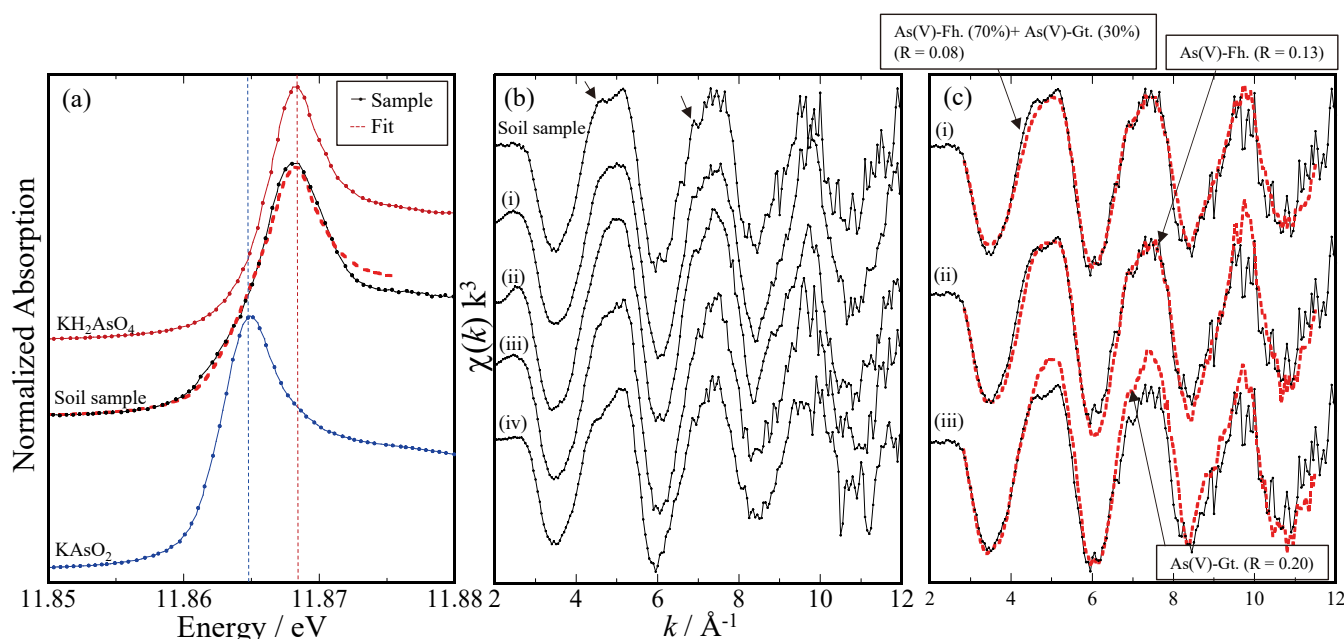 As(V)-Fh. (70%)+ As(V)-Gt. (30%)
(R = 0.08)
As(V)-Fh. (R = 0.13)
(a)
Sample
Fit
KH2AsO4
Soil sample
KAsO2
Normalized Absorption
11.85
11.86
11.87
11.88
Energy / eV
(b)
Soil sample
(i)
(ii)
(iii)
(iv)
χ(k) k³
2
4
6
8
10
12
k / Å⁻¹
(c)
(i)
(ii)
(iii)
As(V)-Gt. (R = 0.20)
2
4
6
8
10
12